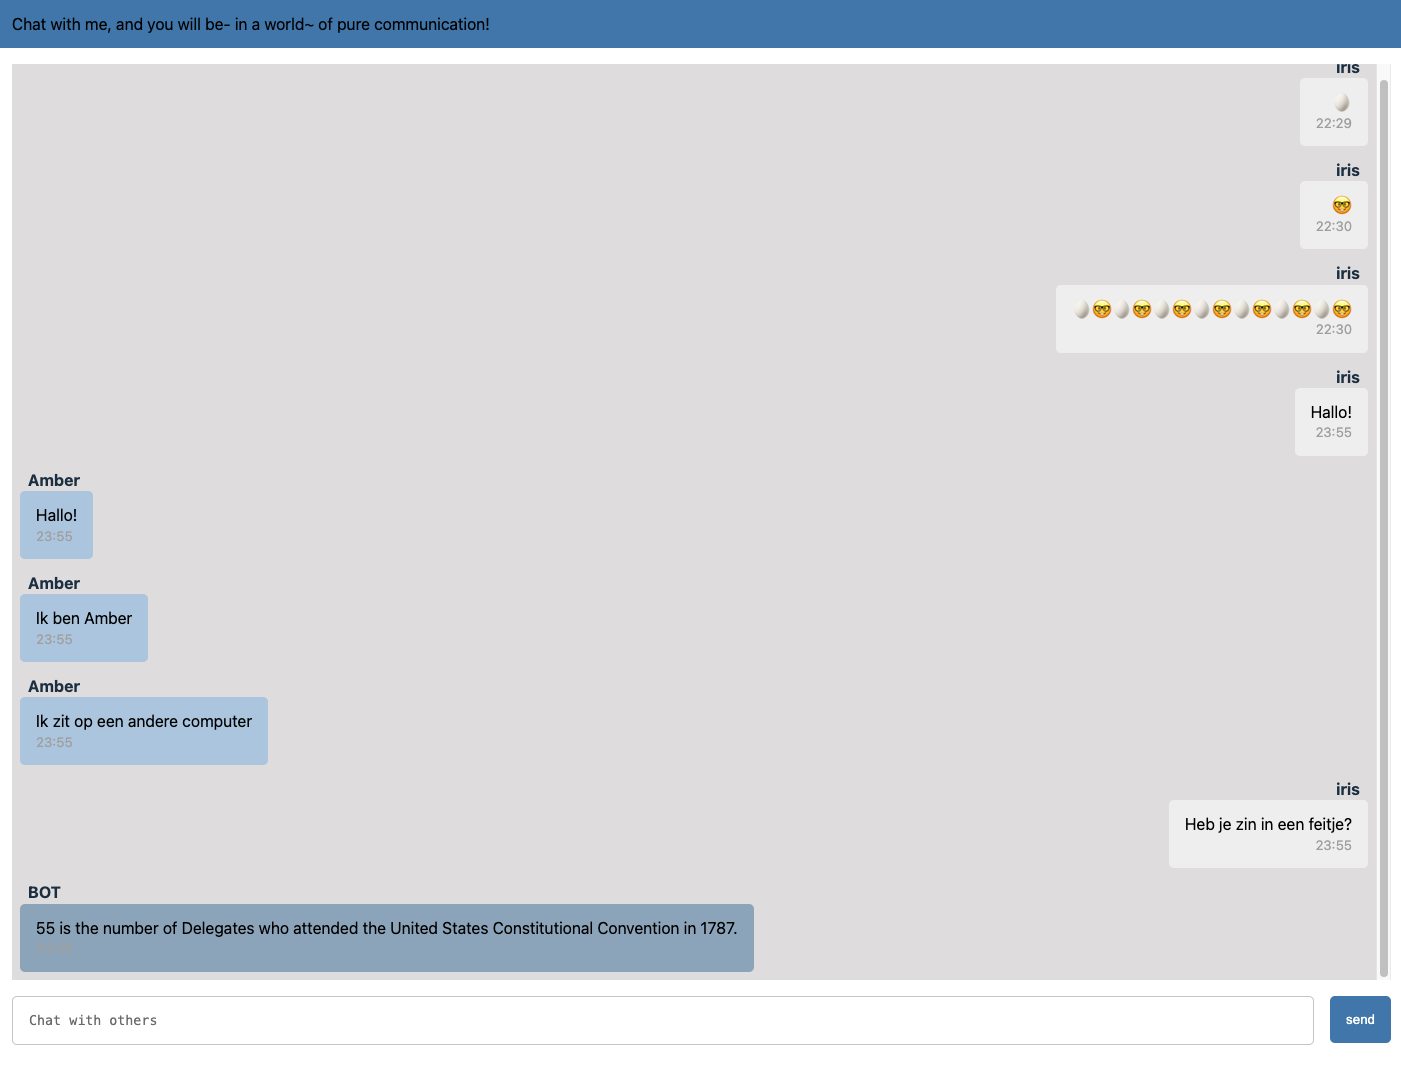 Chat with me, and you will be- in a world~ of pure communication!
iris
🥚
22:29
iris
🤓
22:30
iris
🥚🤓🥚🤓🥚🤓🥚🤓🥚🤓🥚🤓🥚🤓
22:30
iris
Hallo!
23:55
Amber
Hallo!
23:55
Amber
Ik ben Amber
23:55
Amber
Ik zit op een andere computer
23:55
iris
Heb je zin in een feitje?
23:55
BOT
55 is the number of Delegates who attended the United States Constitutional Convention in 1787.
Chat with others
send